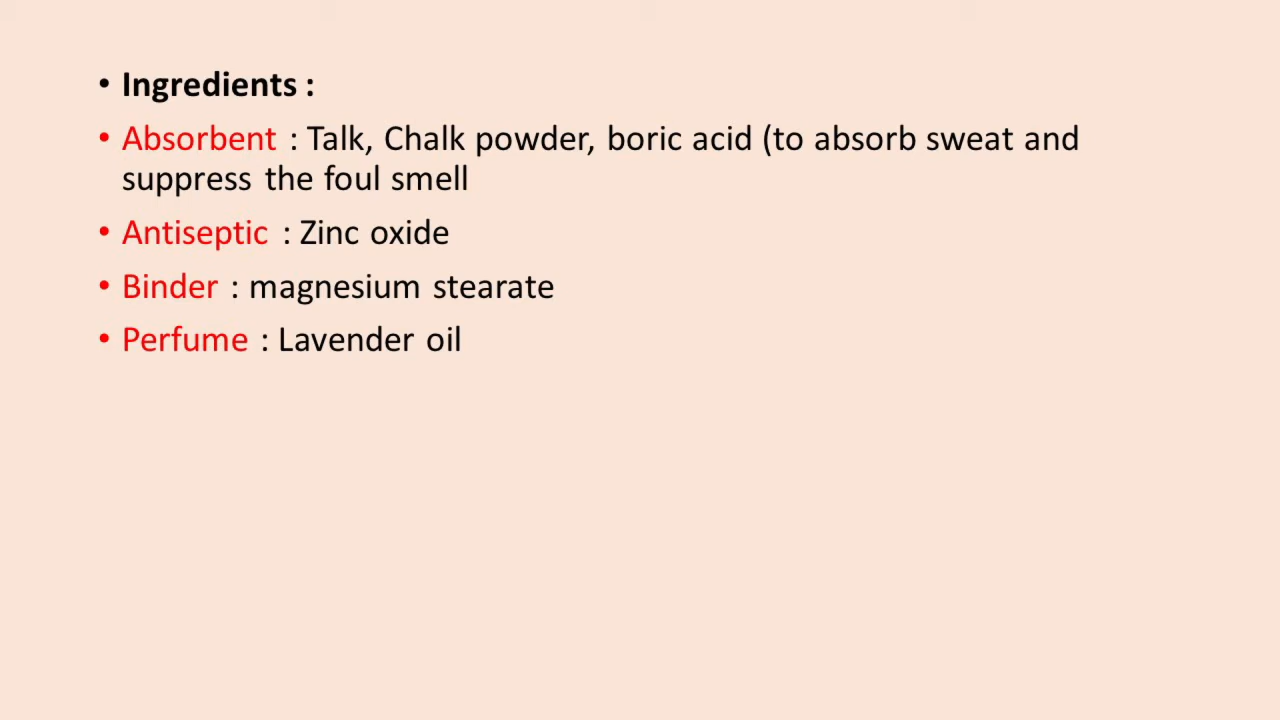 • Ingredients :
• Absorbent : Talk, Chalk powder, boric acid (to absorb sweat and
suppress the foul smell
• Antiseptic : Zinc oxide
• Binder : magnesium stearate
• Perfume : Lavender oil